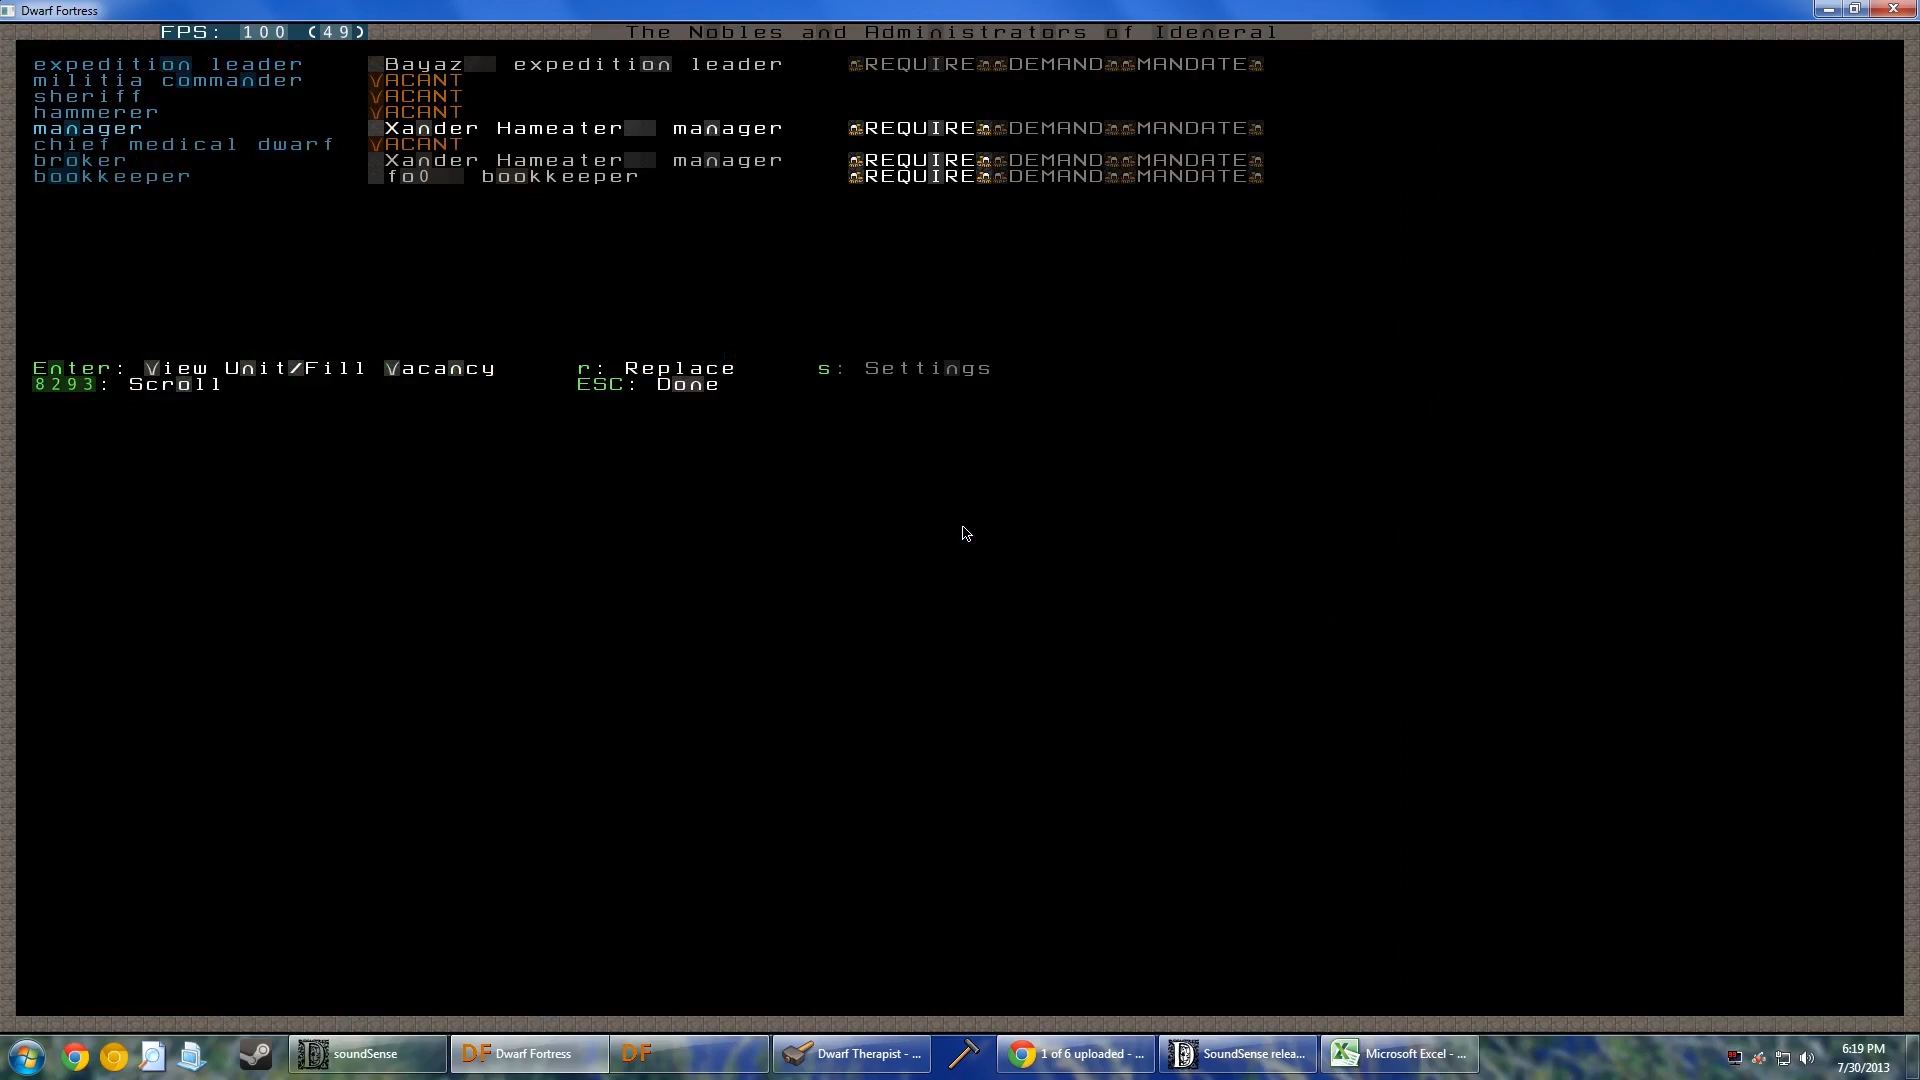 Dwarf Fortress
FPS: 100 (49) The Nobles and Administrators of Ideneral
expedition leader Bayaz expedition leader REQUIRE DEMAND MANDATE
militia commander VACANT
sheriff VACANT
hammerer VACANT
manager Xander Hameater manager REQUIRE DEMAND MANDATE
chief medical dwarf VACANT
broker Xander Hameater manager REQUIRE DEMAND MANDATE
bookkeeper fo0 bookkeeper REQUIRE DEMAND MANDATE
Enter: View Unit/Fill Vacancy r: Replace s: Settings
8293: Scroll ESC: Done
soundSense DF Dwarf Fortress DF Dwarf Therapist - ... 1 of 6 uploaded - ... SoundSense relea... Microsoft Excel - ...
6:19 PM
7/30/2013